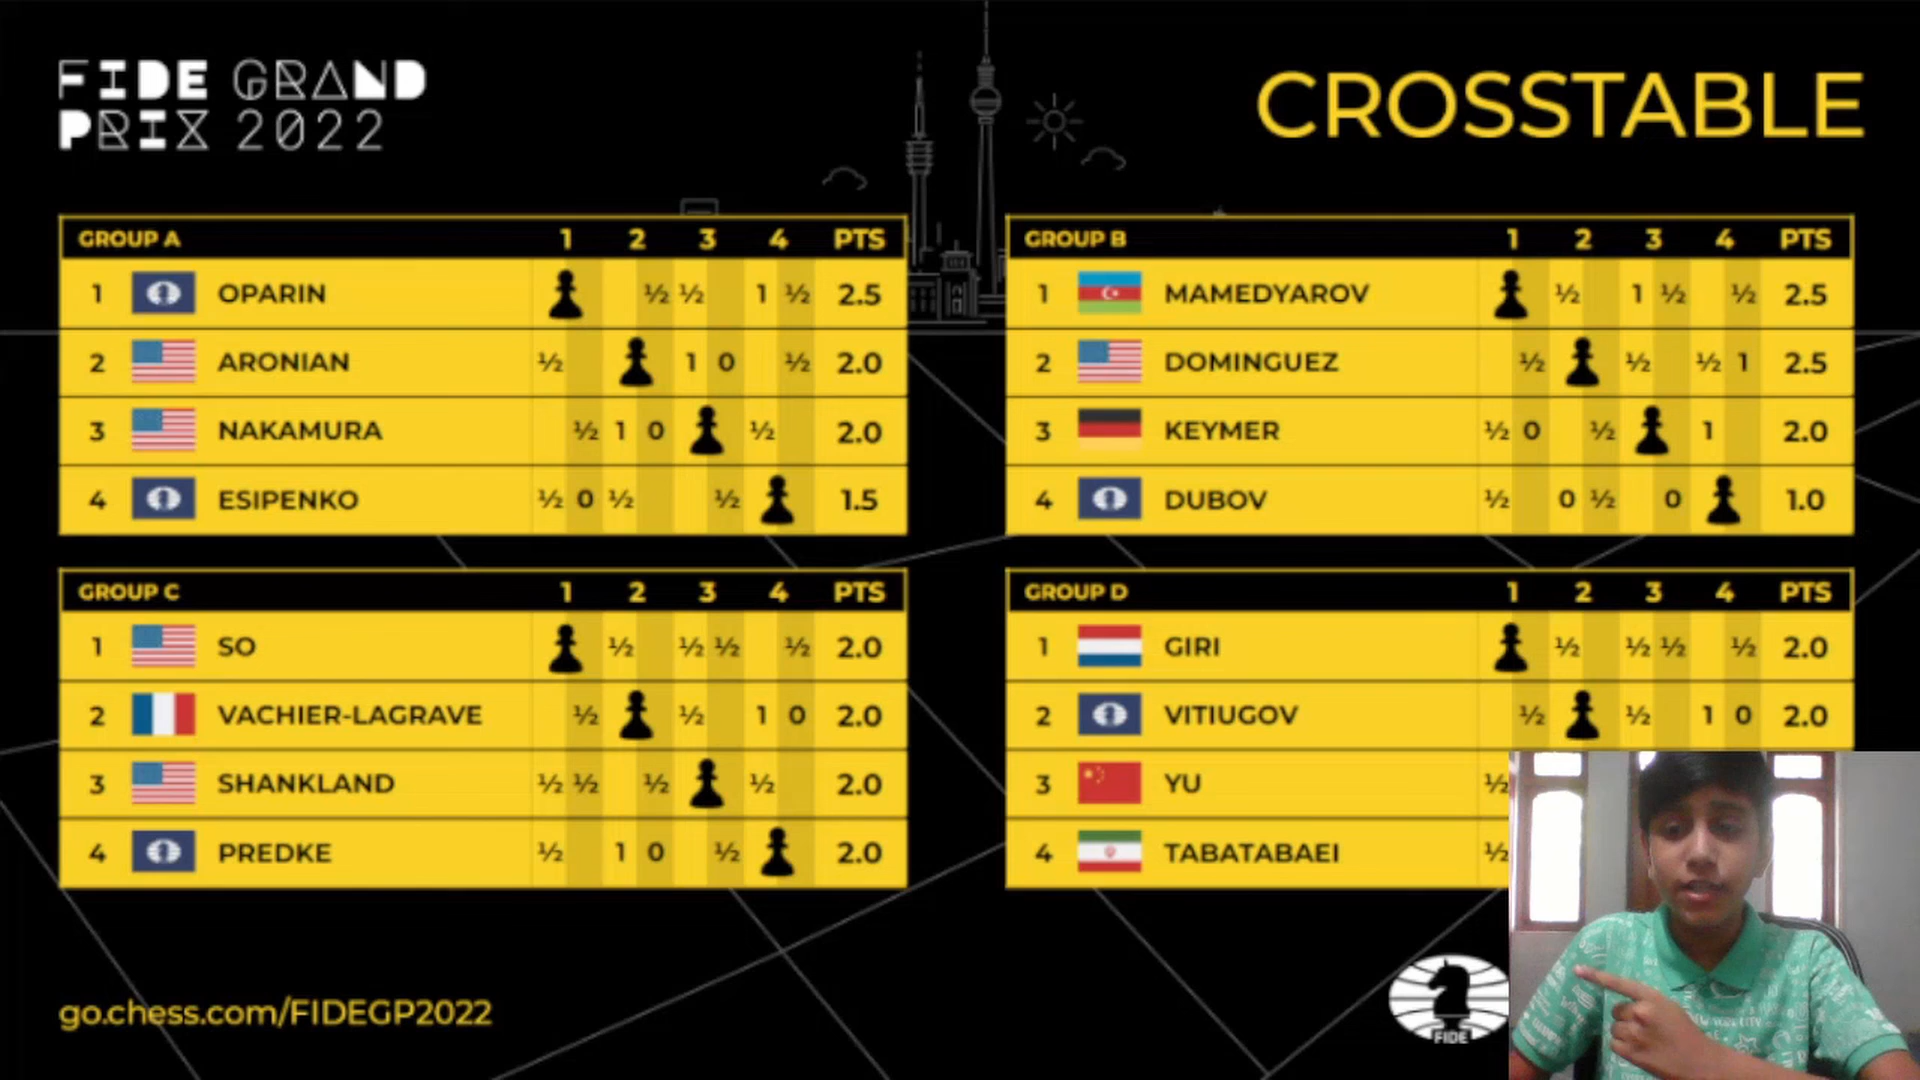 FIDE GRAND
PRIX 2022
CROSSTABLE
GROUP A 1 2 3 4 PTS
1 OPARIN ½ ½ 1 ½ 2.5
2 ARONIAN ½ 1 0 ½ 2.0
3 NAKAMURA ½ 1 0 ½ 2.0
4 ESIPENKO ½ 0 ½ ½ 1.5
GROUP B 1 2 3 4 PTS
1 MAMEDYAROV ½ 1 ½ ½ 2.5
2 DOMINGUEZ ½ ½ ½ 1 2.5
3 KEYMER ½ 0 ½ 1 2.0
4 DUBOV ½ 0 ½ 0 1.0
GROUP C 1 2 3 4 PTS
1 SO ½ ½ ½ ½ 2.0
2 VACHIER-LAGRAVE ½ ½ 1 0 2.0
3 SHANKLAND ½ ½ ½ ½ 2.0
4 PREDKE ½ 1 0 ½ 2.0
GROUP D 1 2 3 4 PTS
1 GIRI ½ ½ ½ ½ 2.0
2 VITIUGOV ½ ½ 1 0 2.0
3 YU ½
4 TABATABAEI ½
go.chess.com/FIDEGP2022
FIDE